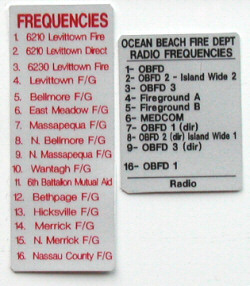 FREQUENCIES
1. 6210 Levittown Fire
2. 6210 Levittown Direct
3. 6230 Levittown Fire
4. Levittown F/G
5. Bellmore F/G
6. East Meadow F/G
7. Massapequa F/G
8. N. Bellmore F/G
9. N. Massapequa F/G
10. Wantagh F/G
11. 6th Battalion Mutual Aid
12. Bethpage F/G
13. Hicksville F/G
14. Merrick F/G
15. N. Merrick F/G
16. Nassau County F/G
OCEAN BEACH FIRE DEPT
RADIO FREQUENCIES
1- OBFD
2- OBFD 2 - Island Wide 2
3- OBFD 3
4- Fireground A
5- Fireground B
6- MEDCOM
7- OBFD 1 (dir)
8- OBFD 2 (dir) Island Wide 1
9- OBFD 3 (dir)
16- OBFD 1
Radio